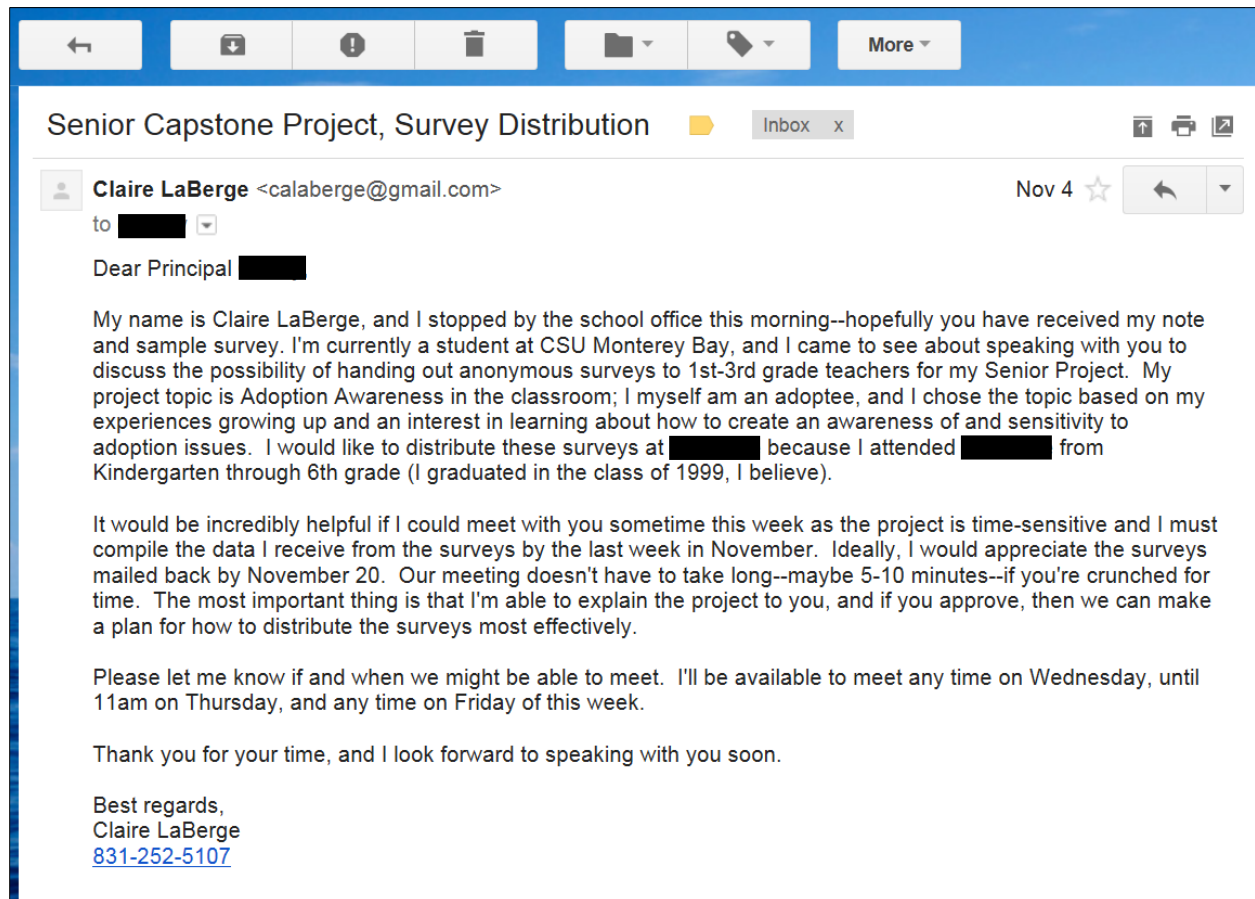 More
Senior Capstone Project, Survey Distribution
Inbox x
Claire LaBerge <calaberge@gmail.com>
Nov 4
to
Dear Principal
My name is Claire LaBerge, and I stopped by the school office this morning--hopefully you have received my note
and sample survey. I'm currently a student at CSU Monterey Bay, and I came to see about speaking with you to
discuss the possibility of handing out anonymous surveys to 1st-3rd grade teachers for my Senior Project. My
project topic is Adoption Awareness in the classroom; I myself am an adoptee, and I chose the topic based on my
experiences growing up and an interest in learning about how to create an awareness of and sensitivity to
adoption issues. I would like to distribute these surveys at because I attended from
Kindergarten through 6th grade (I graduated in the class of 1999, I believe).
It would be incredibly helpful if I could meet with you sometime this week as the project is time-sensitive and I must
compile the data I receive from the surveys by the last week in November. Ideally, I would appreciate the surveys
mailed back by November 20. Our meeting doesn't have to take long--maybe 5-10 minutes--if you're crunched for
time. The most important thing is that I'm able to explain the project to you, and if you approve, then we can make
a plan for how to distribute the surveys most effectively.
Please let me know if and when we might be able to meet. I'll be available to meet any time on Wednesday, until
11am on Thursday, and any time on Friday of this week.
Thank you for your time, and I look forward to speaking with you soon.
Best regards,
Claire LaBerge
831-252-5107